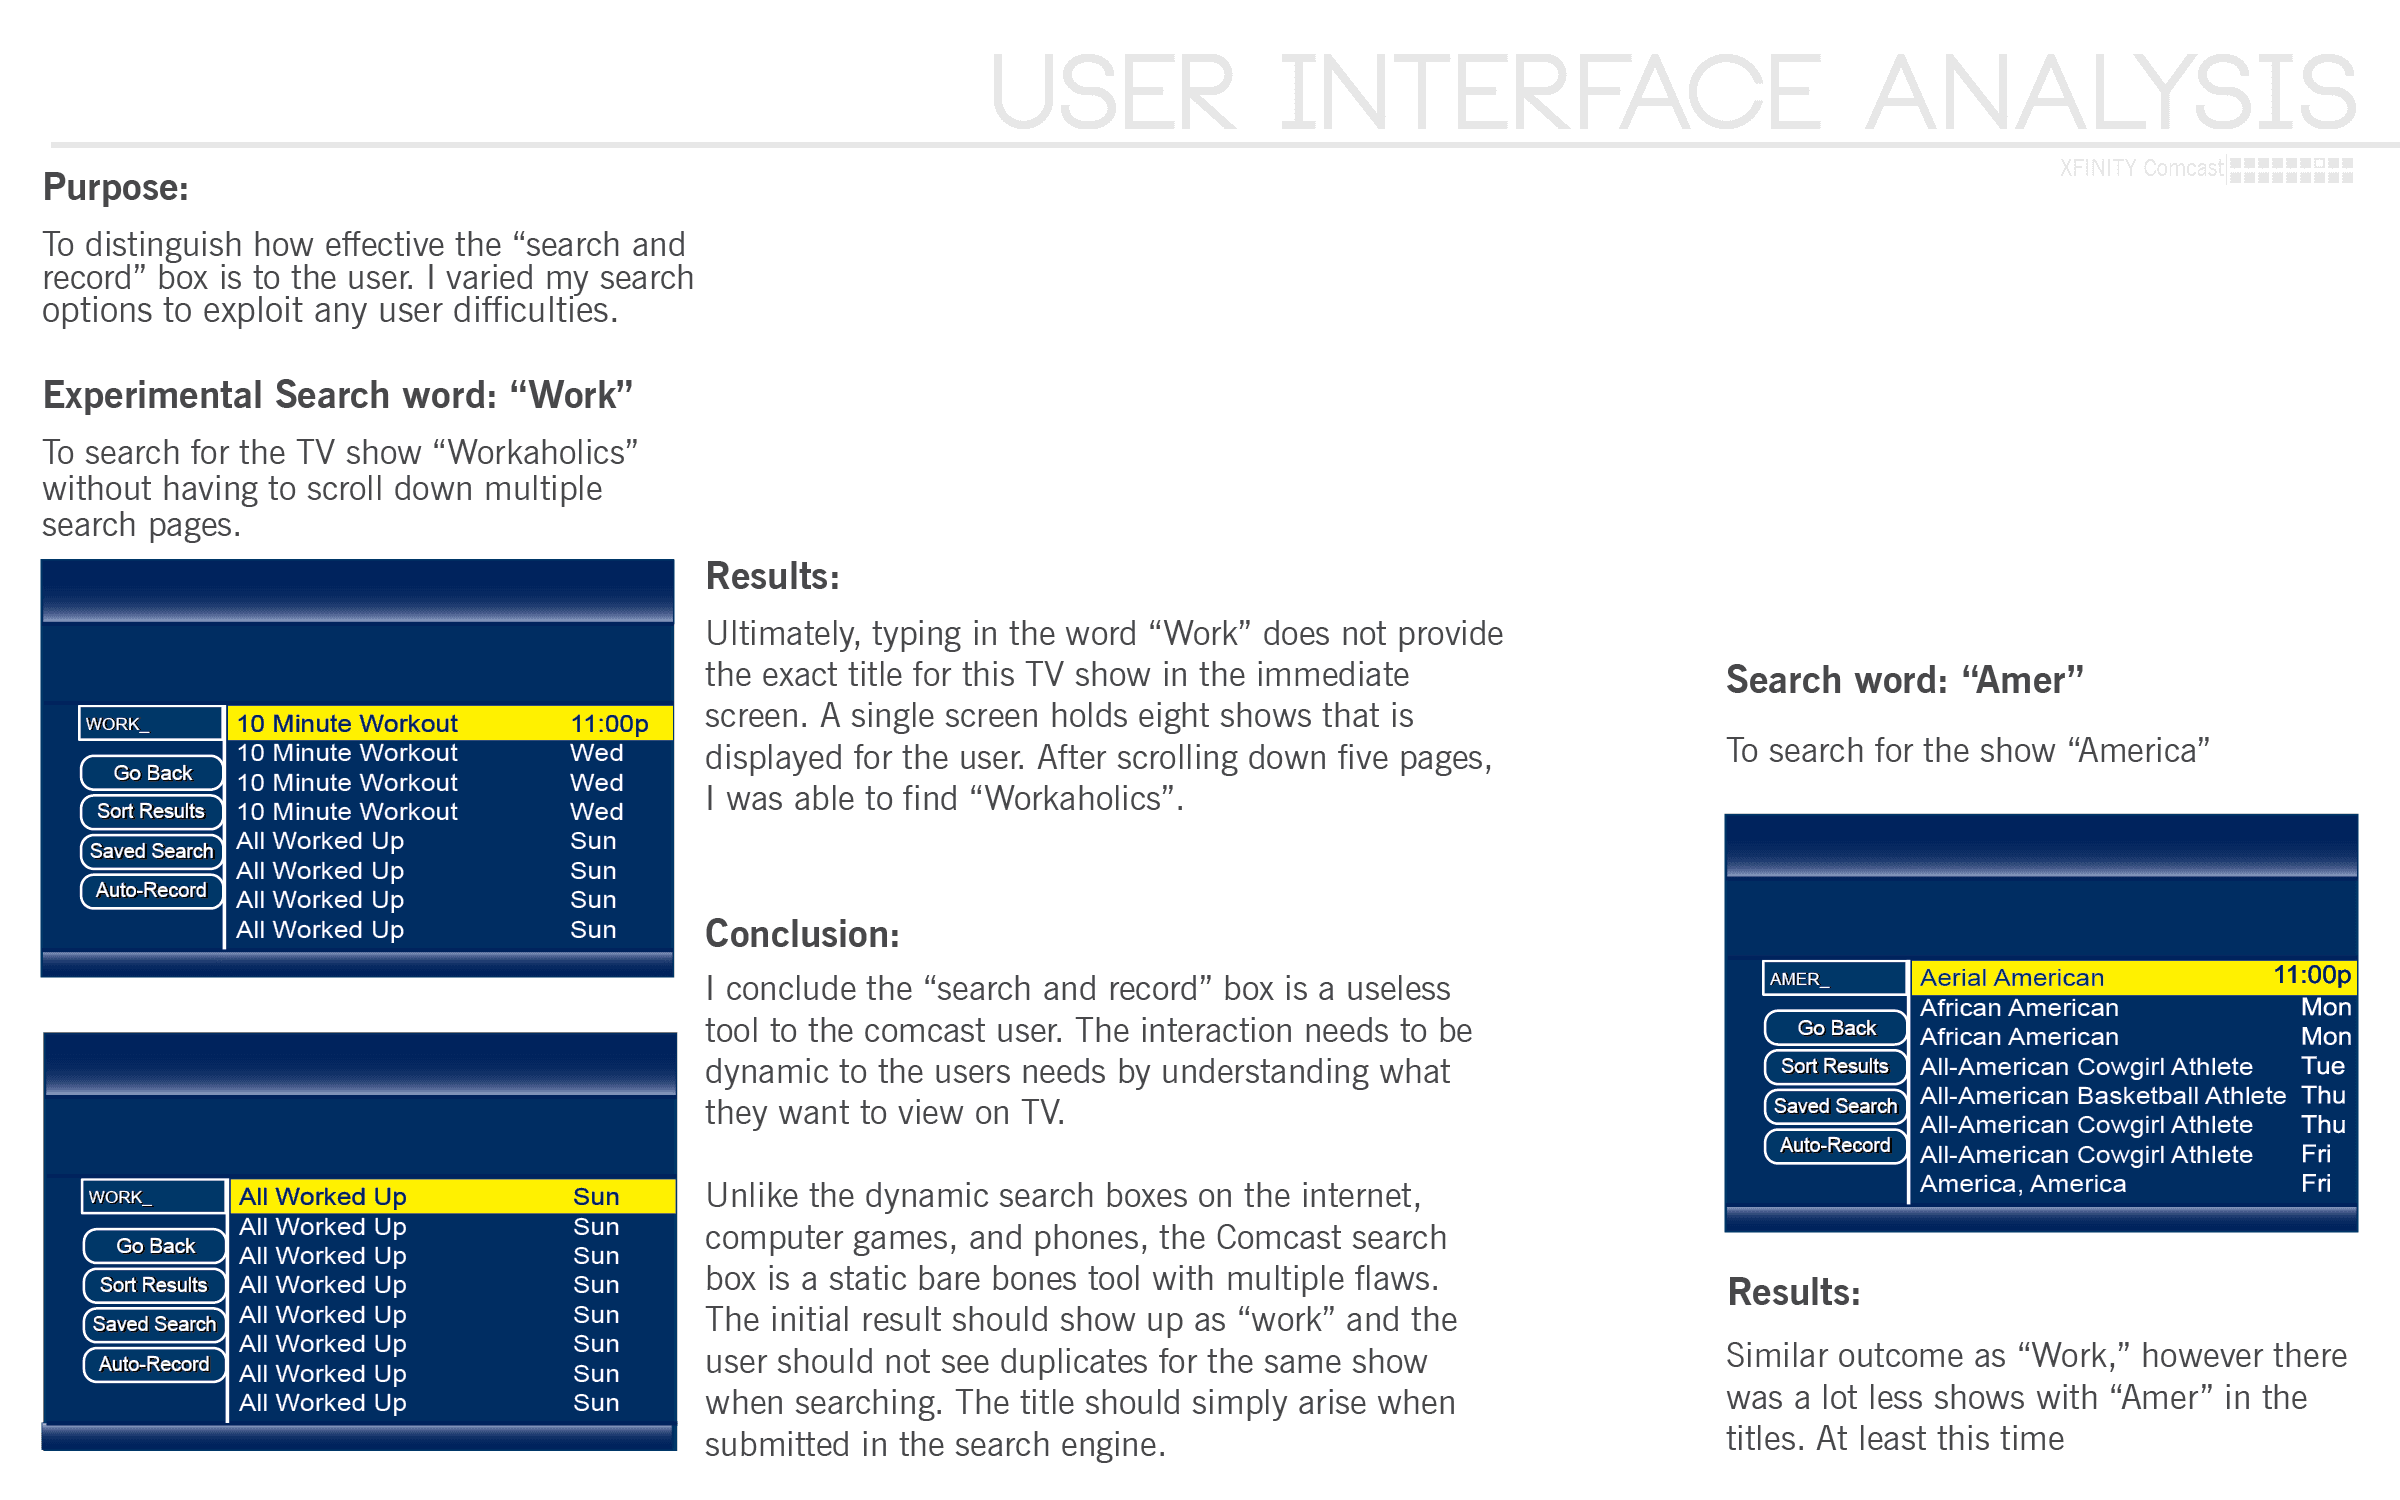 USER INTERFACE ANALYSIS
XFINITY Comcast
Purpose:
To distinguish how effective the “search and
record” box is to the user. I varied my search
options to exploit any user difficulties.
Experimental Search word: “Work”
To search for the TV show “Workaholics”
without having to scroll down multiple
search pages.
WORK_
Go Back
Sort Results
Saved Search
Auto-Record
10 Minute Workout 11:00p
10 Minute Workout Wed
10 Minute Workout Wed
10 Minute Workout Wed
All Worked Up Sun
All Worked Up Sun
All Worked Up Sun
All Worked Up Sun
WORK_
Go Back
Sort Results
Saved Search
Auto-Record
All Worked Up Sun
All Worked Up Sun
All Worked Up Sun
All Worked Up Sun
All Worked Up Sun
All Worked Up Sun
All Worked Up Sun
All Worked Up Sun
Results:
Ultimately, typing in the word “Work” does not provide
the exact title for this TV show in the immediate
screen. A single screen holds eight shows that is
displayed for the user. After scrolling down five pages,
I was able to find “Workaholics”.
Conclusion:
I conclude the “search and record” box is a useless
tool to the comcast user. The interaction needs to be
dynamic to the users needs by understanding what
they want to view on TV.
Unlike the dynamic search boxes on the internet,
computer games, and phones, the Comcast search
box is a static bare bones tool with multiple flaws.
The initial result should show up as “work” and the
user should not see duplicates for the same show
when searching. The title should simply arise when
submitted in the search engine.
Search word: “Amer”
To search for the show “America”
AMER_
Go Back
Sort Results
Saved Search
Auto-Record
Aerial American 11:00p
African American Mon
African American Mon
All-American Cowgirl Athlete Tue
All-American Basketball Athlete Thu
All-American Cowgirl Athlete Thu
All-American Cowgirl Athlete Fri
America, America Fri
Results:
Similar outcome as “Work,” however there
was a lot less shows with “Amer” in the
titles. At least this time